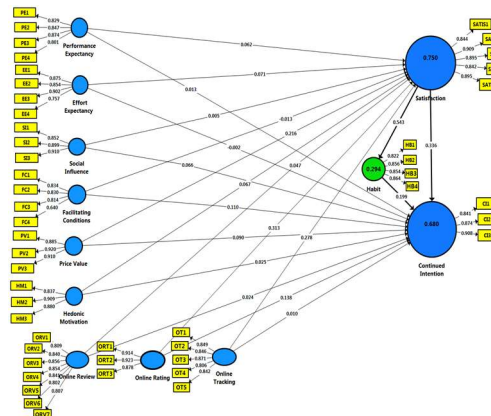 PE1
PE2
PE3
PE4
0.829
0.847
0.874
0.801
Performance
Expectancy
EE1
EE2
EE3
EE4
0.875
0.854
0.902
0.757
Effort
Expectancy
SI1
SI2
SI3
0.852
0.899
0.910
Social
Influence
FC1
FC2
FC3
FC4
0.834
0.830
0.814
0.640
Facilitating
Conditions
PV1
PV2
PV3
0.885
0.920
0.910
Price Value
HM1
HM2
HM3
0.837
0.909
0.880
Hedonic
Motivation
ORV1
ORV2
ORV3
ORV4
ORV5
ORV6
ORV7
0.809
0.840
0.856
0.854
0.802
0.807
Online Review
ORT1
ORT2
ORT3
0.914
0.923
0.878
Online Rating
OT1
OT2
OT3
OT4
OT5
0.849
0.846
0.871
0.842
Online
Tracking
0.062
0.013
0.071
-0.002
0.005
0.066
-0.013
0.110
0.216
0.090
0.067
0.025
0.047
0.024
0.313
0.138
0.278
0.010
0.750
Satisfaction
SATIS1
0.844
0.909
0.895
0.842
0.895
0.543
0.336
0.294
Habit
HB1
HB2
HB3
HB4
0.822
0.856
0.854
0.864
0.199
0.680
Continued
Intention
CI1
CI2
CI3
0.841
0.874
0.908